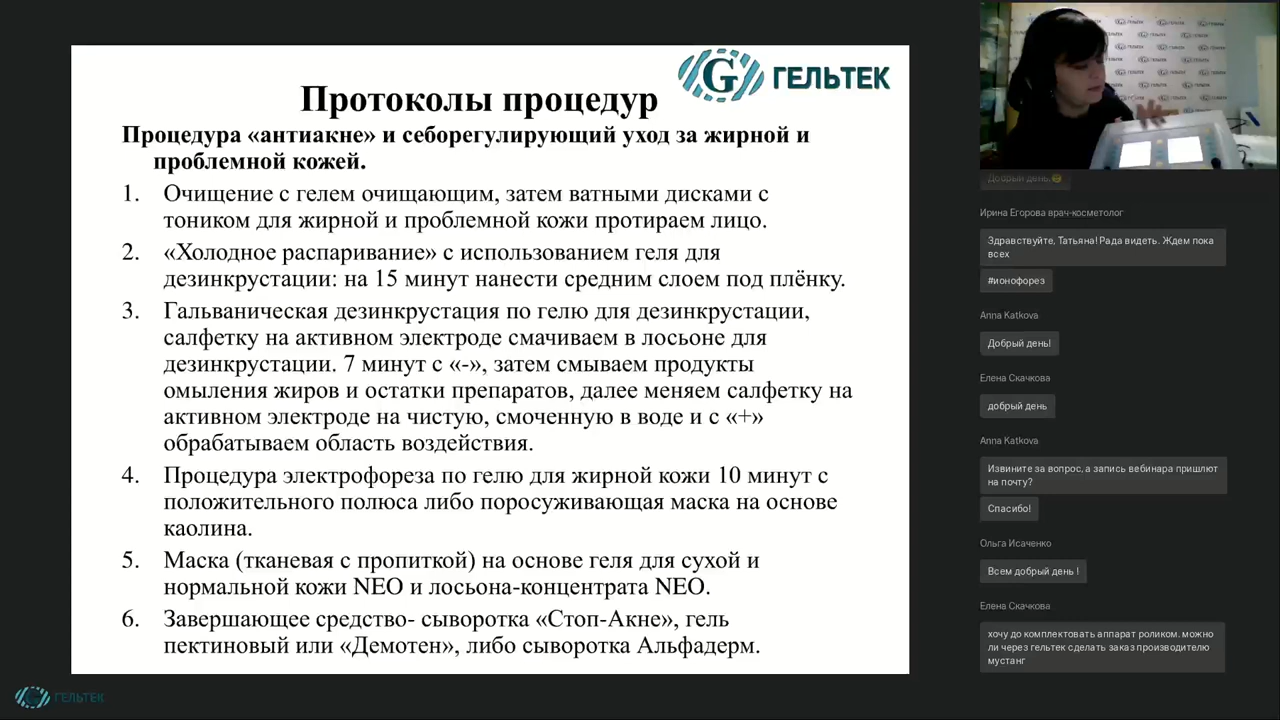 ГЕЛЬТЕК
Протоколы процедур
Процедура «антиакне» и себорегулирующий уход за жирной и
проблемной кожей.
1. Очищение с гелем очищающим, затем ватными дисками с
тоником для жирной и проблемной кожи протираем лицо.
2. «Холодное распаривание» с использованием геля для
дезинкрустации: на 15 минут нанести средним слоем под плёнку.
3. Гальваническая дезинкрустация по гелю для дезинкрустации,
салфетку на активном электроде смачиваем в лосьоне для
дезинкрустации. 7 минут с «-», затем смываем продукты
омыления жиров и остатки препаратов, далее меняем салфетку на
активном электроде на чистую, смоченную в воде и с «+»
обрабатываем область воздействия.
4. Процедура электрофореза по гелю для жирной кожи 10 минут с
положительного полюса либо поросуживающая маска на основе
каолина.
5. Маска (тканевая с пропиткой) на основе геля для сухой и
нормальной кожи NEO и лосьона-концентрата NEO.
6. Завершающее средство- сыворотка «Стоп-Акне», гель
пектиновый или «Демотен», либо сыворотка Альфадерм.
ГЕЛЬТЕК
Добрый день,
Ирина Егорова врач-косметолог
Здравствуйте, Татьяна! Рада видеть. Ждем пока
всех
#ионофорез
Anna Katkova
Добрый день!
Елена Скачкова
добрый день
Anna Katkova
Извините за вопрос, а запись вебинара пришлют
на почту?
Спасибо!
Ольга Исаченко
Всем добрый день !
Елена Скачкова
хочу до комплектовать аппарат роликом. можно
ли через гельтек сделать заказ производителю
мустанг